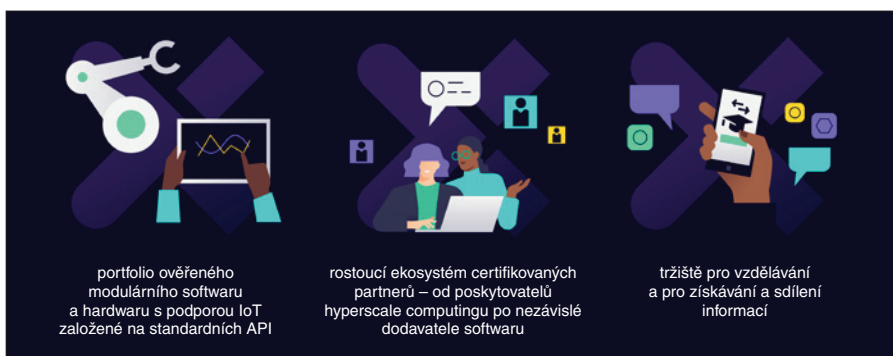 portfolio ověřeného
modulárního softwaru
a hardwaru s podporou IoT
založené na standardních API
rostoucí ekosystém certifikovaných
partnerů – od poskytovatelů
hyperscale computingu po nezávislé
dodavatele softwaru
tržiště pro vzdělávání
a pro získávání a sdílení
informací